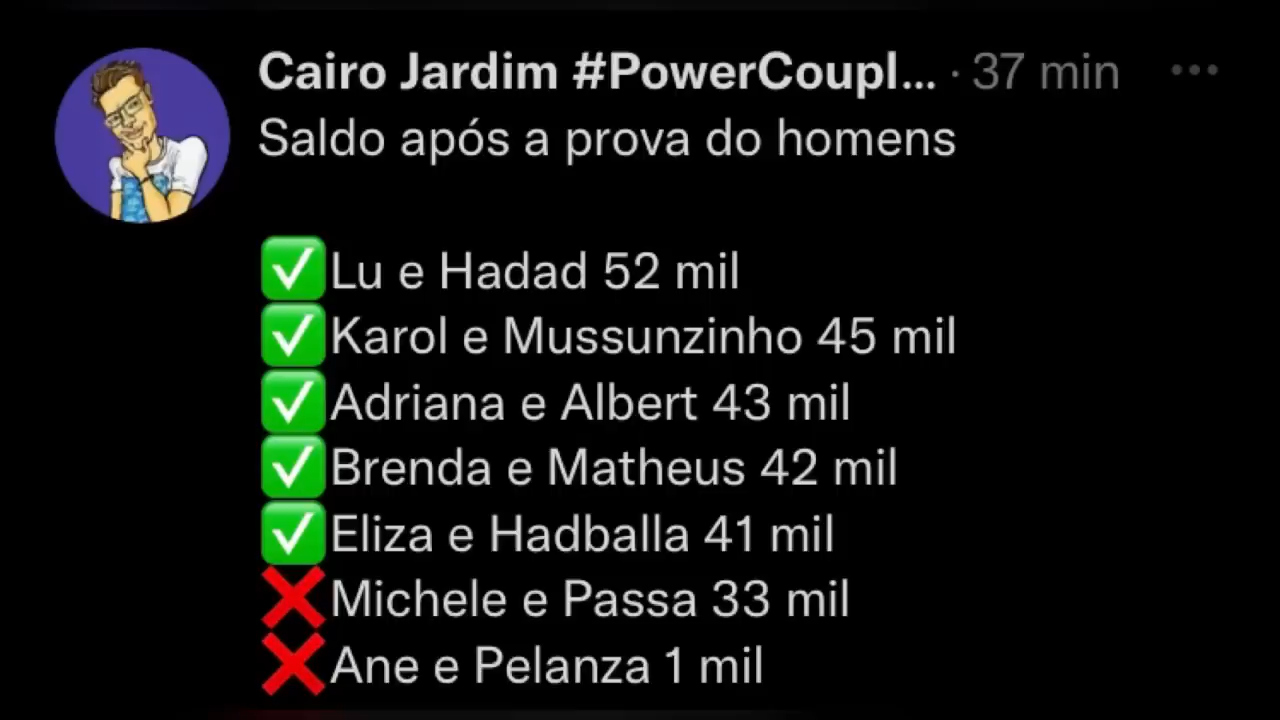 Cairo Jardim #PowerCoupl... · 37 min ...
Saldo após a prova do homens
✅Lu e Hadad 52 mil
✅Karol e Mussunzinho 45 mil
✅Adriana e Albert 43 mil
✅Brenda e Matheus 42 mil
✅Eliza e Hadballa 41 mil
❌Michele e Passa 33 mil
❌Ane e Pelanza 1 mil